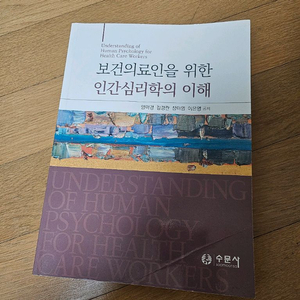 Understanding of
Human Psychology for
Health Care Workers
보건의료인을 위한
인간심리학의 이해
UNDERSTANDING
OF HUMAN
PSYCHOLOGY
FOR HEALTH
CARE WORKERS
수문사